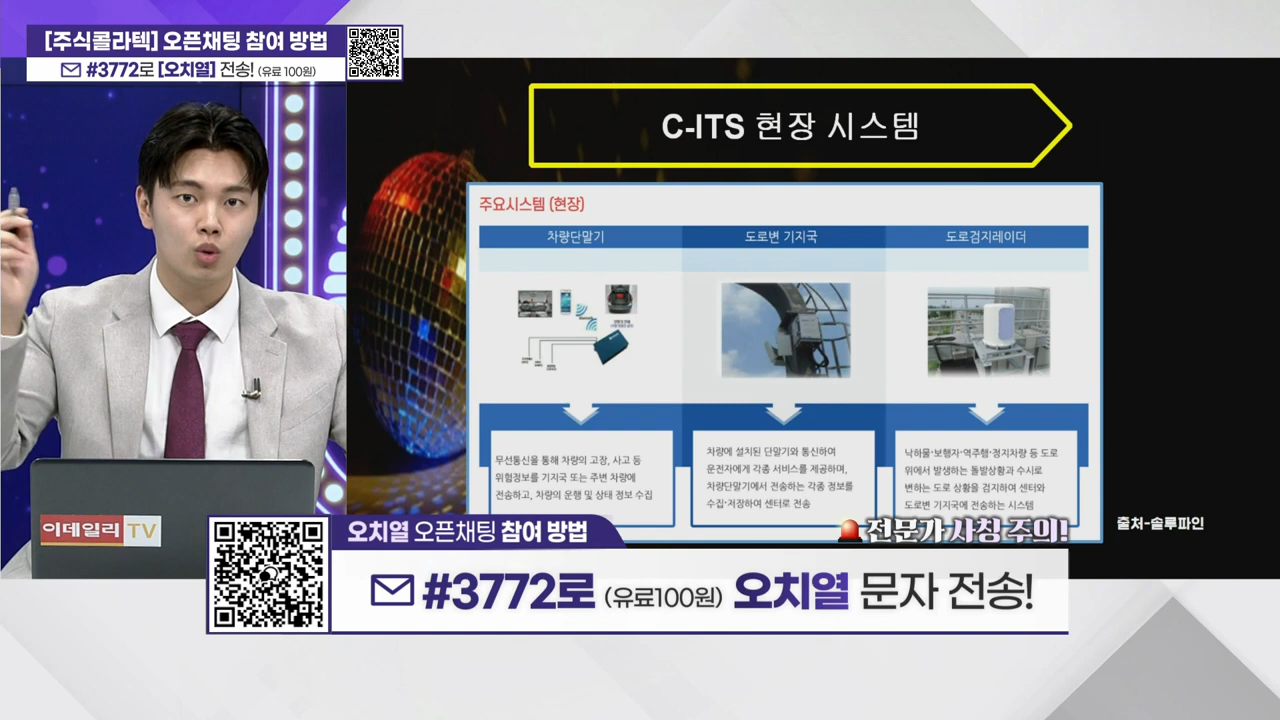 [주식콜라텍] 오픈채팅 참여 방법
#3772로 [오치열] 전송! (유료 100원)
C-ITS 현장 시스템
주요시스템 (현장)
차량단말기
도로변 기지국
도로검지레이더
무선통신을 통해 차량의 고장, 사고 등
위험정보를 기지국 또는 주변 차량에
전송하고, 차량의 운행 및 상태 정보 수집
차량에 설치된 단말기와 통신하여
운전자에게 각종 서비스를 제공하며,
차량단말기에서 전송하는 각종 정보를
수집·저장하여 센터로 전송
낙하물·보행자·역주행·정지차량 등 도로
위에서 발생하는 돌발상황과 수시로
변하는 도로 상황을 검지하여 센터와
도로변 기지국에 전송하는 시스템
출처-솔루파인
이데일리 TV
오치열 오픈채팅 참여 방법
전문가 사칭 주의!
#3772로 (유료100원) 오치열 문자 전송!